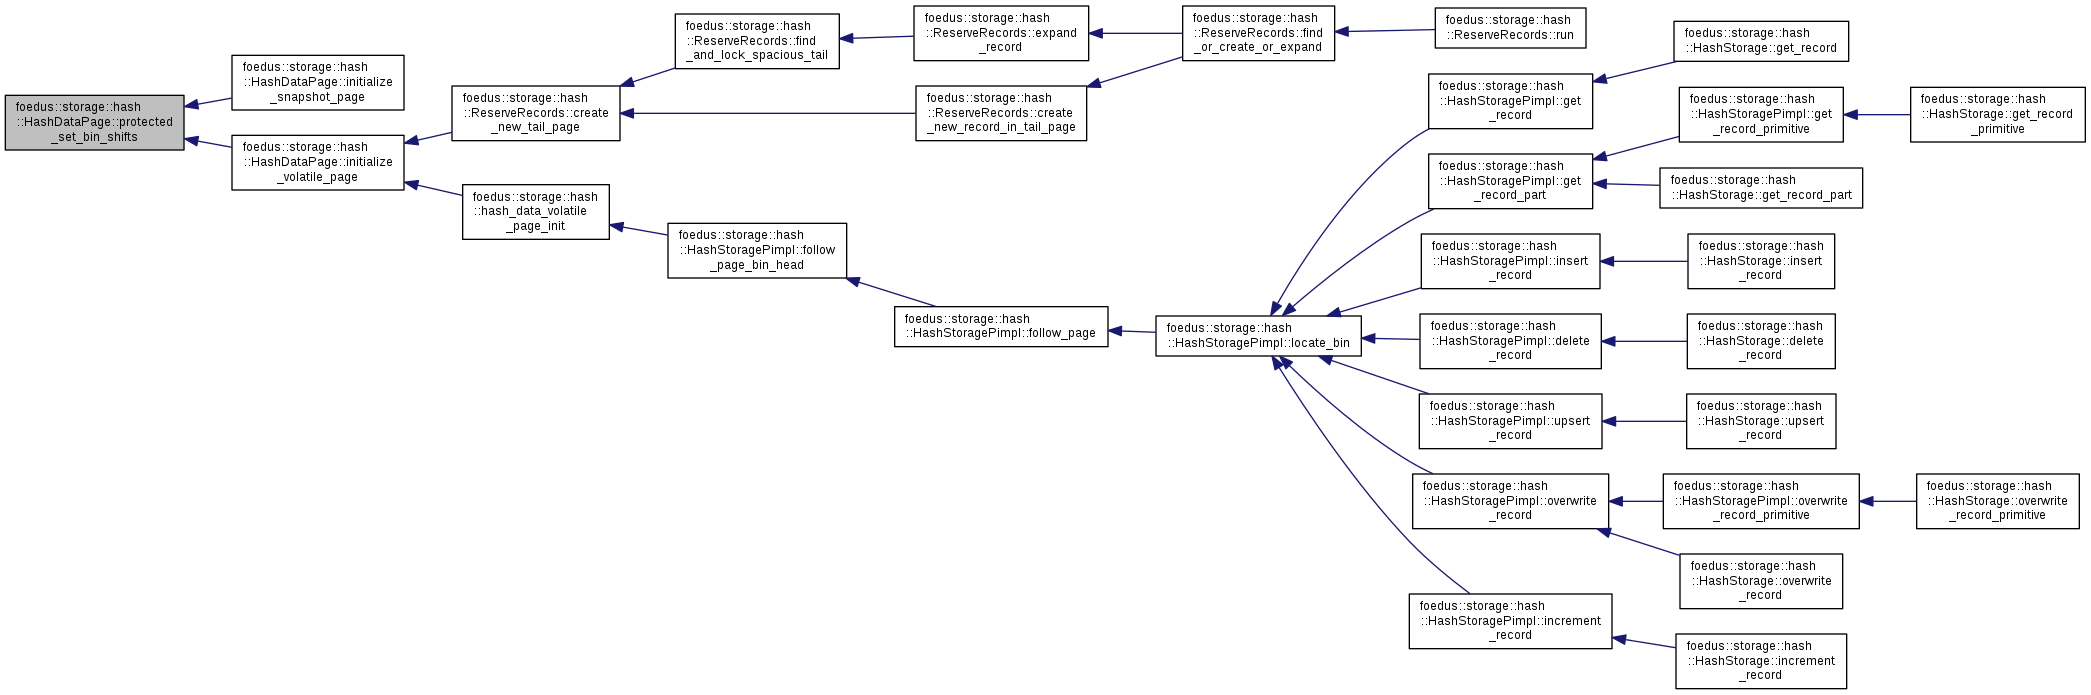 foedus::storage::hash
::HashDataPage::protected
_set_bin_shifts
foedus::storage::hash
::HashDataPage::initialize
_snapshot_page
foedus::storage::hash
::HashDataPage::initialize
_volatile_page
foedus::storage::hash
::ReserveRecords::create
_new_tail_page
foedus::storage::hash
::hash_data_volatile
_page_init
foedus::storage::hash
::ReserveRecords::find
_and_lock_spacious_tail
foedus::storage::hash
::HashStoragePimpl::follow
_page_bin_head
foedus::storage::hash
::ReserveRecords::expand
_record
foedus::storage::hash
::ReserveRecords::create
_new_record_in_tail_page
foedus::storage::hash
::HashStoragePimpl::follow_page
foedus::storage::hash
::ReserveRecords::find
_or_create_or_expand
foedus::storage::hash
::HashStoragePimpl::locate_bin
foedus::storage::hash
::ReserveRecords::run
foedus::storage::hash
::HashStoragePimpl::get
_record
foedus::storage::hash
::HashStorage::get_record
foedus::storage::hash
::HashStoragePimpl::get
_record_part
foedus::storage::hash
::HashStoragePimpl::get
_record_primitive
foedus::storage::hash
::HashStorage::get_record
_primitive
foedus::storage::hash
::HashStorage::get_record_part
foedus::storage::hash
::HashStoragePimpl::insert
_record
foedus::storage::hash
::HashStorage::insert
_record
foedus::storage::hash
::HashStoragePimpl::delete
_record
foedus::storage::hash
::HashStorage::delete
_record
foedus::storage::hash
::HashStoragePimpl::upsert
_record
foedus::storage::hash
::HashStorage::upsert
_record
foedus::storage::hash
::HashStoragePimpl::overwrite
_record
foedus::storage::hash
::HashStoragePimpl::overwrite
_record_primitive
foedus::storage::hash
::HashStorage::overwrite
_record_primitive
foedus::storage::hash
::HashStorage::overwrite
_record
foedus::storage::hash
::HashStoragePimpl::increment
_record
foedus::storage::hash
::HashStorage::increment
_record